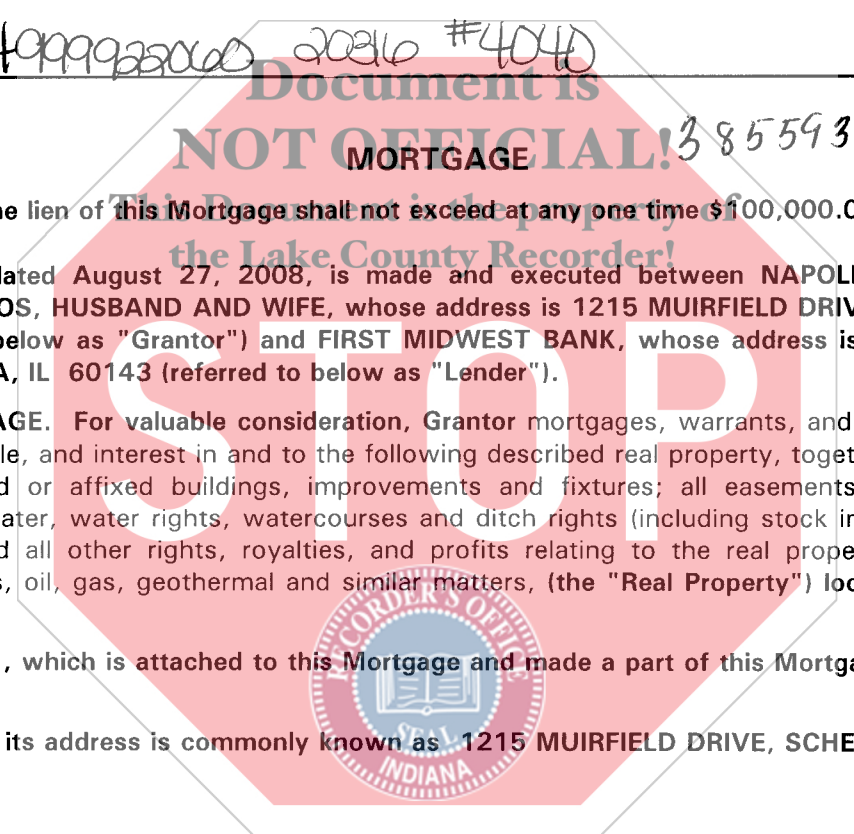 4999922060 20316 #4040
Document is
NOT OFFICIAL!
385593
MORTGAGE
This Document is the property of
he lien of this Mortgage shall not exceed at any one time $100,000.0
the Lake County Recorder!
dated August 27, 2008, is made and executed between NAPOL
OS, HUSBAND AND WIFE, whose address is 1215 MUIRFIELD DRIV
below as "Grantor") and FIRST MIDWEST BANK, whose address is
A, IL 60143 (referred to below as "Lender").
AGE. For valuable consideration, Grantor mortgages, warrants, and
le, and interest in and to the following described real property, toget
d or affixed buildings, improvements and fixtures; all easements
ater, water rights, watercourses and ditch rights (including stock in
d all other rights, royalties, and profits relating to the real prope
s, oil, gas, geothermal and similar matters, (the "Real Property") loc
, which is attached to this Mortgage and made a part of this Mortga
its address is commonly known as 1215 MUIRFIELD DRIVE, SCHE
STOP
RECORDER'S OFFICE
SEAL
INDIANA